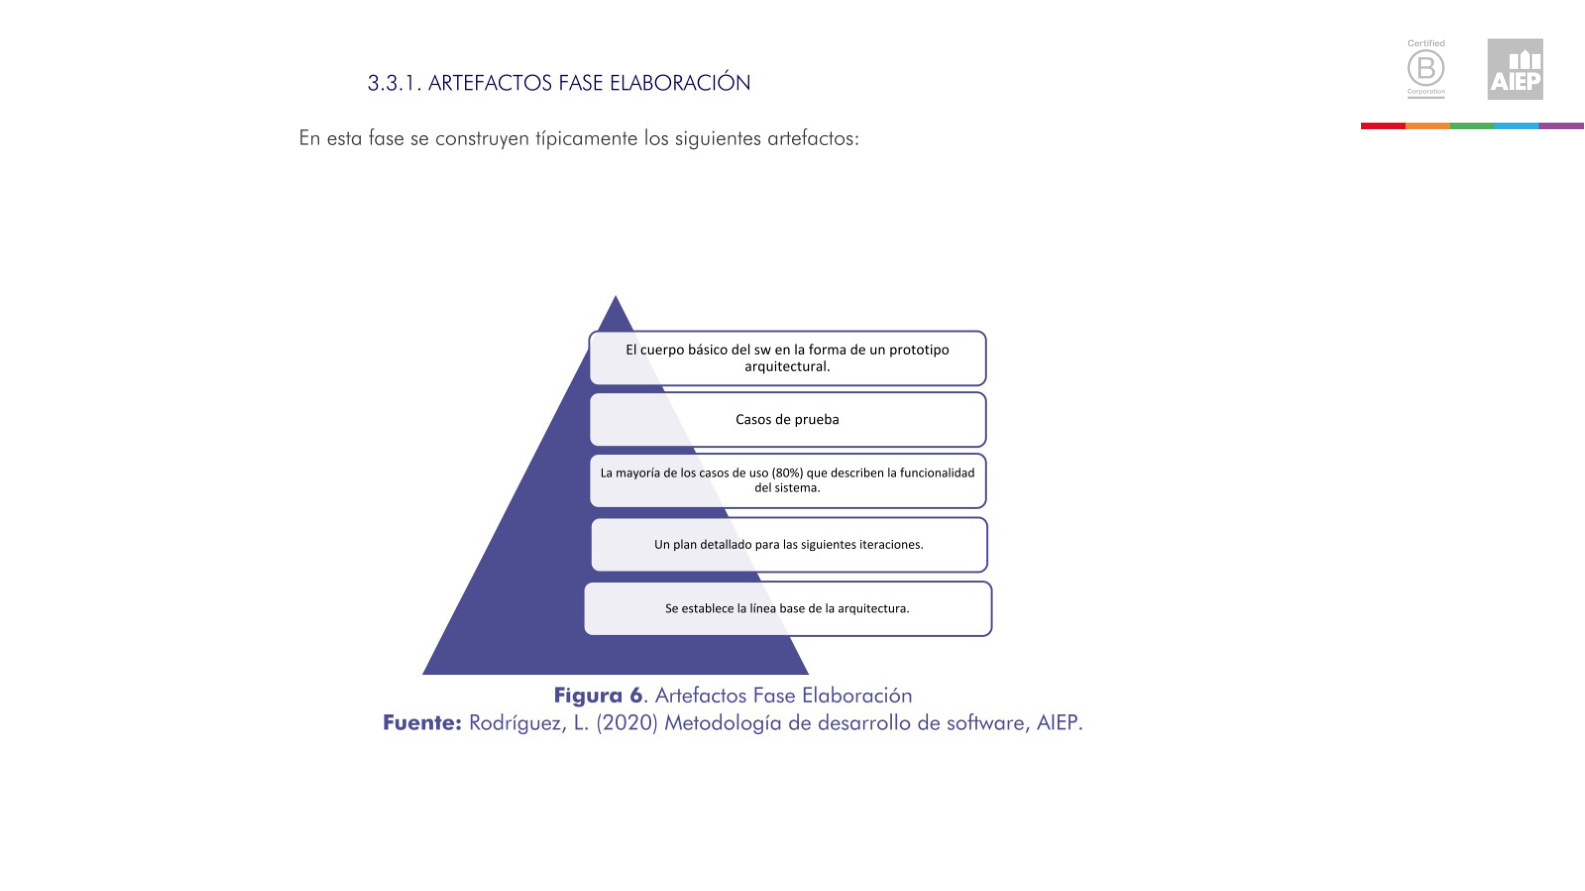 Certified
B
Corporation
AIEP
3.3.1. ARTEFACTOS FASE ELABORACIÓN
En esta fase se construyen típicamente los siguientes artefactos:
El cuerpo básico del sw en la forma de un prototipo
arquitectural.
Casos de prueba
La mayoría de los casos de uso (80%) que describen la funcionalidad
del sistema.
Un plan detallado para las siguientes iteraciones.
Se establece la línea base de la arquitectura.
Figura 6. Artefactos Fase Elaboración
Fuente: Rodríguez, L. (2020) Metodología de desarrollo de software, AIEP.